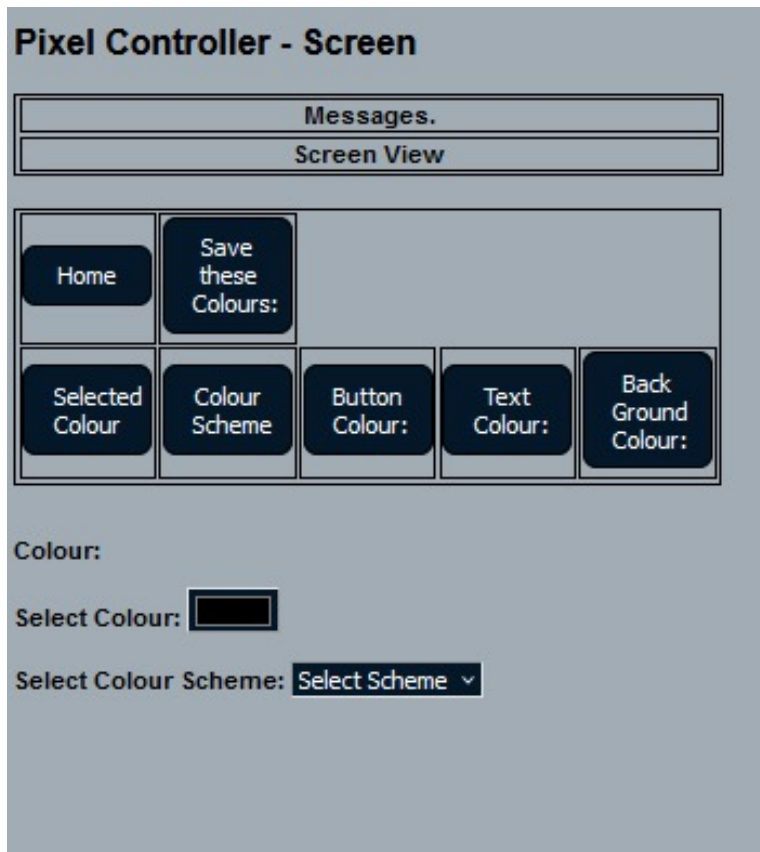 Pixel Controller - Screen
Messages.
Screen View
Home
Save
these
Colours:
Selected
Colour
Colour
Scheme
Button
Colour:
Text
Colour:
Back
Ground
Colour:
Colour:
Select Colour:
Select Colour Scheme: Select Scheme